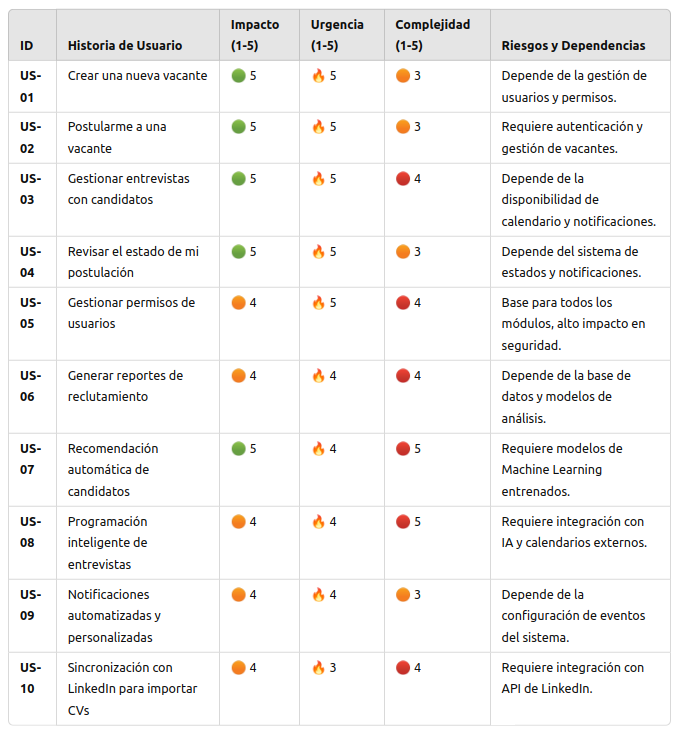 ID Historia de Usuario Impacto (1-5) Urgencia (1-5) Complejidad (1-5) Riesgos y Dependencias
US-01 Crear una nueva vacante 5 5 3 Depende de la gestión de usuarios y permisos.
US-02 Postularme a una vacante 5 5 3 Requiere autenticación y gestión de vacantes.
US-03 Gestionar entrevistas con candidatos 5 5 4 Depende de la disponibilidad de calendario y notificaciones.
US-04 Revisar el estado de mi postulación 5 5 3 Depende del sistema de estados y notificaciones.
US-05 Gestionar permisos de usuarios 4 5 4 Base para todos los módulos, alto impacto en seguridad.
US-06 Generar reportes de reclutamiento 4 4 4 Depende de la base de datos y modelos de análisis.
US-07 Recomendación automática de candidatos 5 4 5 Requiere modelos de Machine Learning entrenados.
US-08 Programación inteligente de entrevistas 4 4 5 Requiere integración con IA y calendarios externos.
US-09 Notificaciones automatizadas y personalizadas 4 4 3 Depende de la configuración de eventos del sistema.
US-10 Sincronización con LinkedIn para importar CVs 4 3 4 Requiere integración con API de LinkedIn.